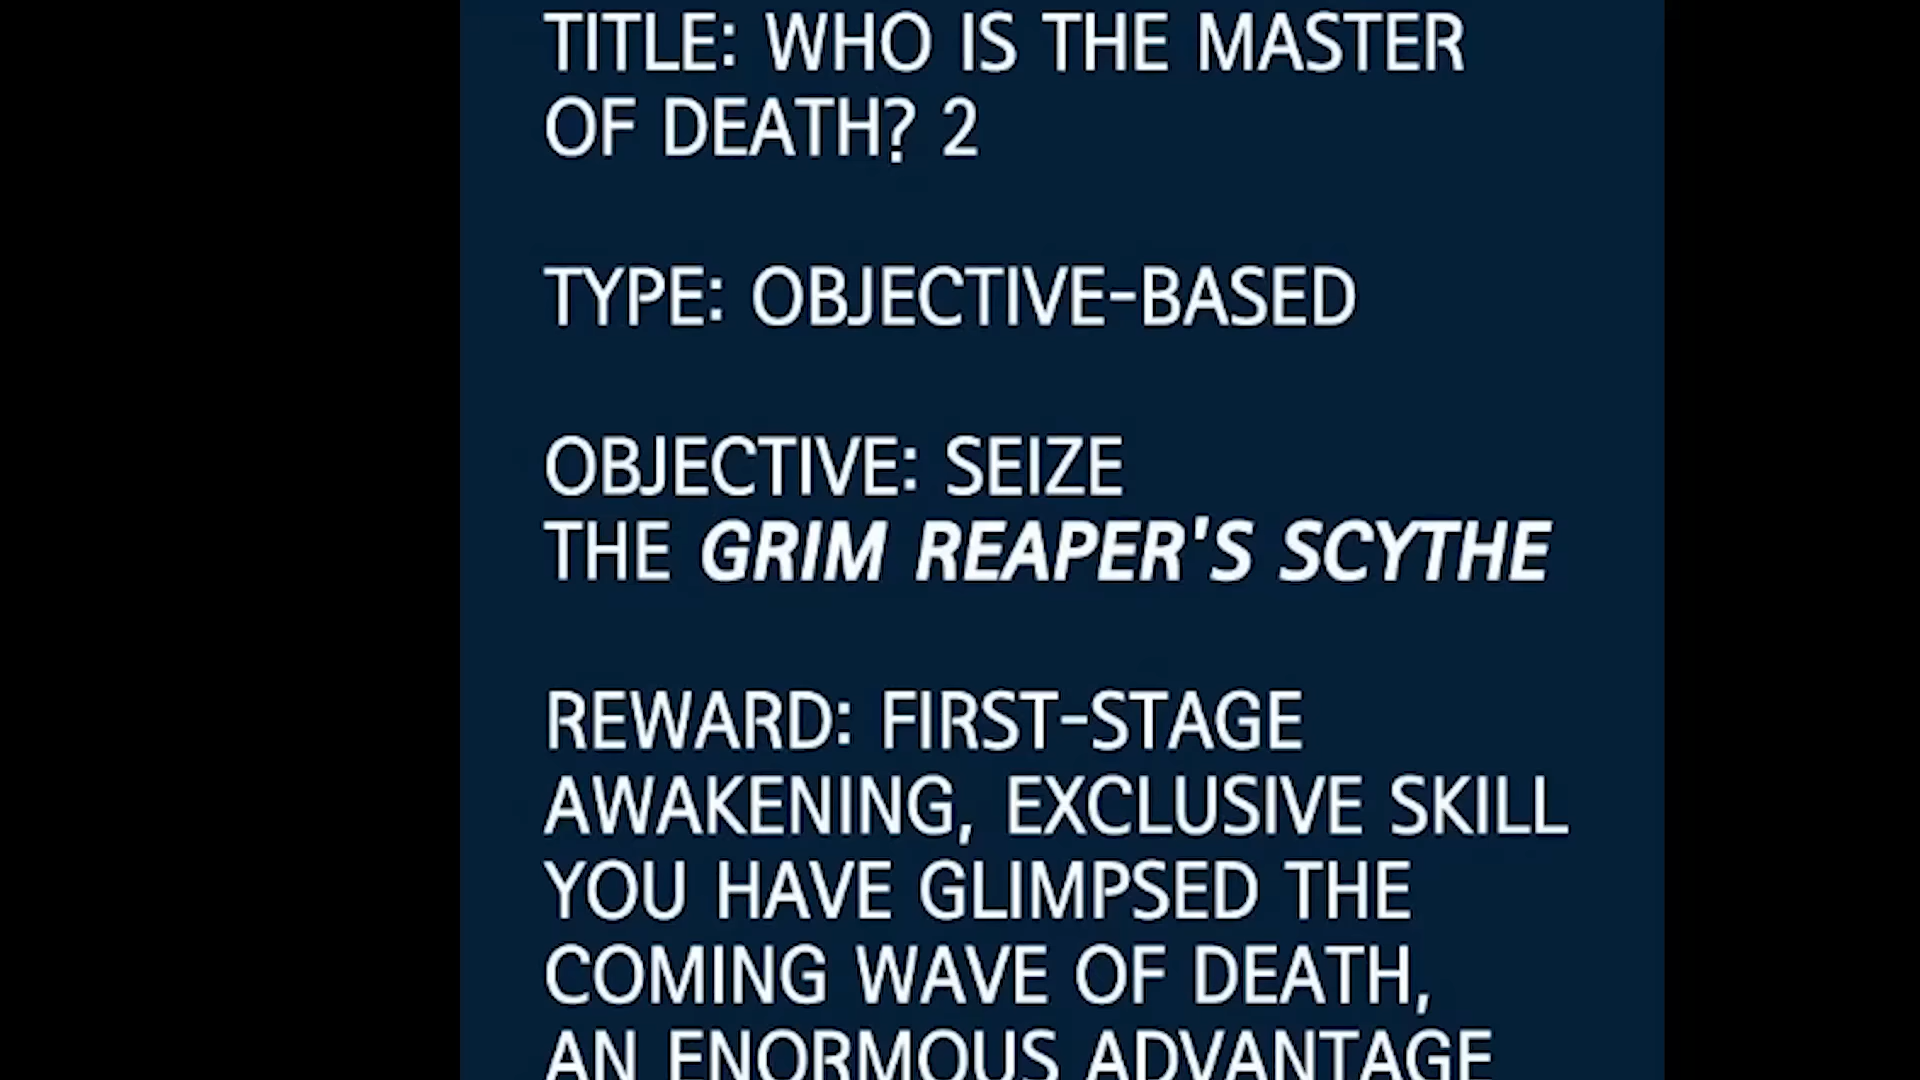 TITLE: WHO IS THE MASTER
OF DEATH? 2
TYPE: OBJECTIVE-BASED
OBJECTIVE: SEIZE
THE GRIM REAPER'S SCYTHE
REWARD: FIRST-STAGE
AWAKENING, EXCLUSIVE SKILL
YOU HAVE GLIMPSED THE
COMING WAVE OF DEATH,
AN ENORMOUS ADVANTAGE